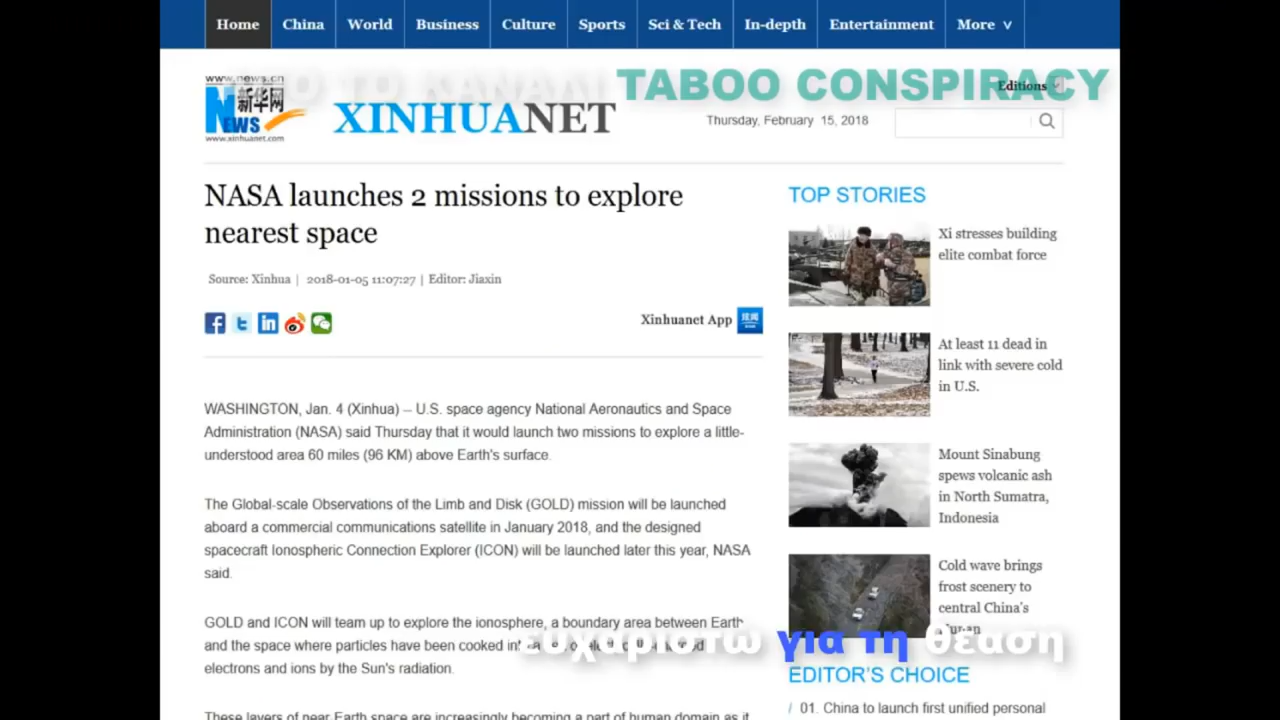 Home China World Business Culture Sports Sci & Tech In-depth Entertainment More
www.news.cn
新华网
NEWS
www.xinhuanet.com
XINHUANET
ΑΠΟ ΤΟ ΚΑΝΑΛΙ TABOO CONSPIRACY
Editions
Thursday, February 15, 2018
NASA launches 2 missions to explore
nearest space
Source: Xinhua | 2018-01-05 11:07:27 | Editor: Jiaxin
Xinhuanet App
WASHINGTON, Jan. 4 (Xinhua) -- U.S. space agency National Aeronautics and Space
Administration (NASA) said Thursday that it would launch two missions to explore a little-
understood area 60 miles (96 KM) above Earth's surface.
The Global-scale Observations of the Limb and Disk (GOLD) mission will be launched
aboard a commercial communications satellite in January 2018, and the designed
spacecraft Ionospheric Connection Explorer (ICON) will be launched later this year, NASA
said.
GOLD and ICON will team up to explore the ionosphere, a boundary area between Earth
and the space where particles have been cooked
electrons and ions by the Sun's radiation.
These layers of near Earth space are increasingly becoming a part of human domain as it
TOP STORIES
Xi stresses building
elite combat force
At least 11 dead in
link with severe cold
in U.S.
Mount Sinabung
spews volcanic ash
in North Sumatra,
Indonesia
Cold wave brings
frost scenery to
central China's
ευχαριστω για τη θεαση
EDITOR'S CHOICE
01. China to launch first unified personal